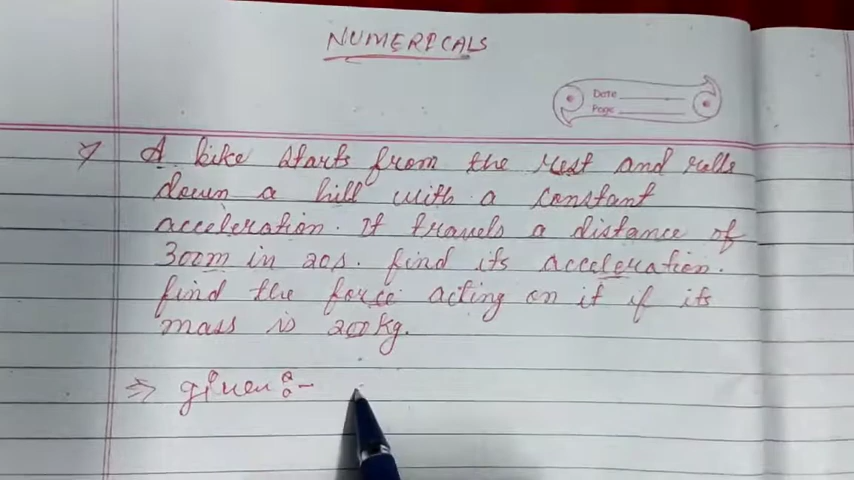 NUMERICALS
Date
Page
A bike starts from the rest and rolls
down a hill with a constant
acceleration. It travels a distance of
300m in 20s. find its acceleration.
find the force acting on it if its
mass is 200kg.
⇒ given :-